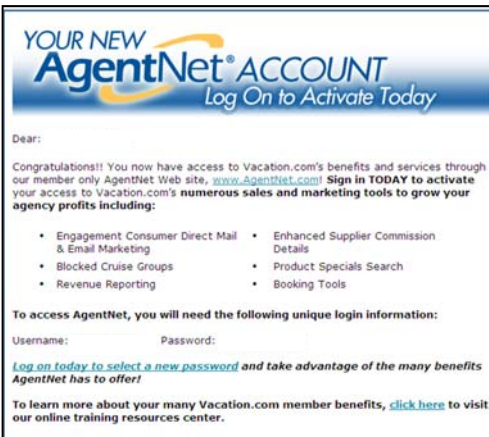 YOUR NEW
AgentNet® ACCOUNT
Log On to Activate Today
Dear:
Congratulations!! You now have access to Vacation.com's benefits and services through
our member only AgentNet Web site, www.AgentNet.com! Sign in TODAY to activate
your access to Vacation.com's numerous sales and marketing tools to grow your
agency profits including:
• Engagement Consumer Direct Mail
& Email Marketing
• Blocked Cruise Groups
• Revenue Reporting
• Enhanced Supplier Commission
Details
• Product Specials Search
• Booking Tools
To access AgentNet, you will need the following unique login information:
Username: Password:
Log on today to select a new password and take advantage of the many benefits
AgentNet has to offer!
To learn more about your many Vacation.com member benefits, click here to visit
our online training resources center.